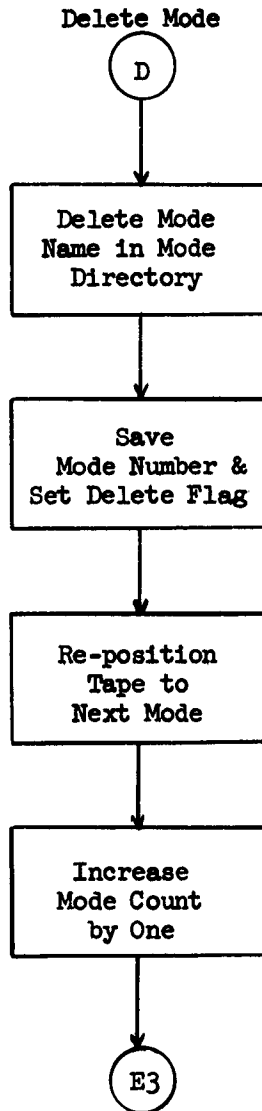 Delete Mode
D
Delete Mode
Name in Mode
Directory
Save
Mode Number &
Set Delete Flag
Re-position
Tape to
Next Mode
Increase
Mode Count
by One
E3